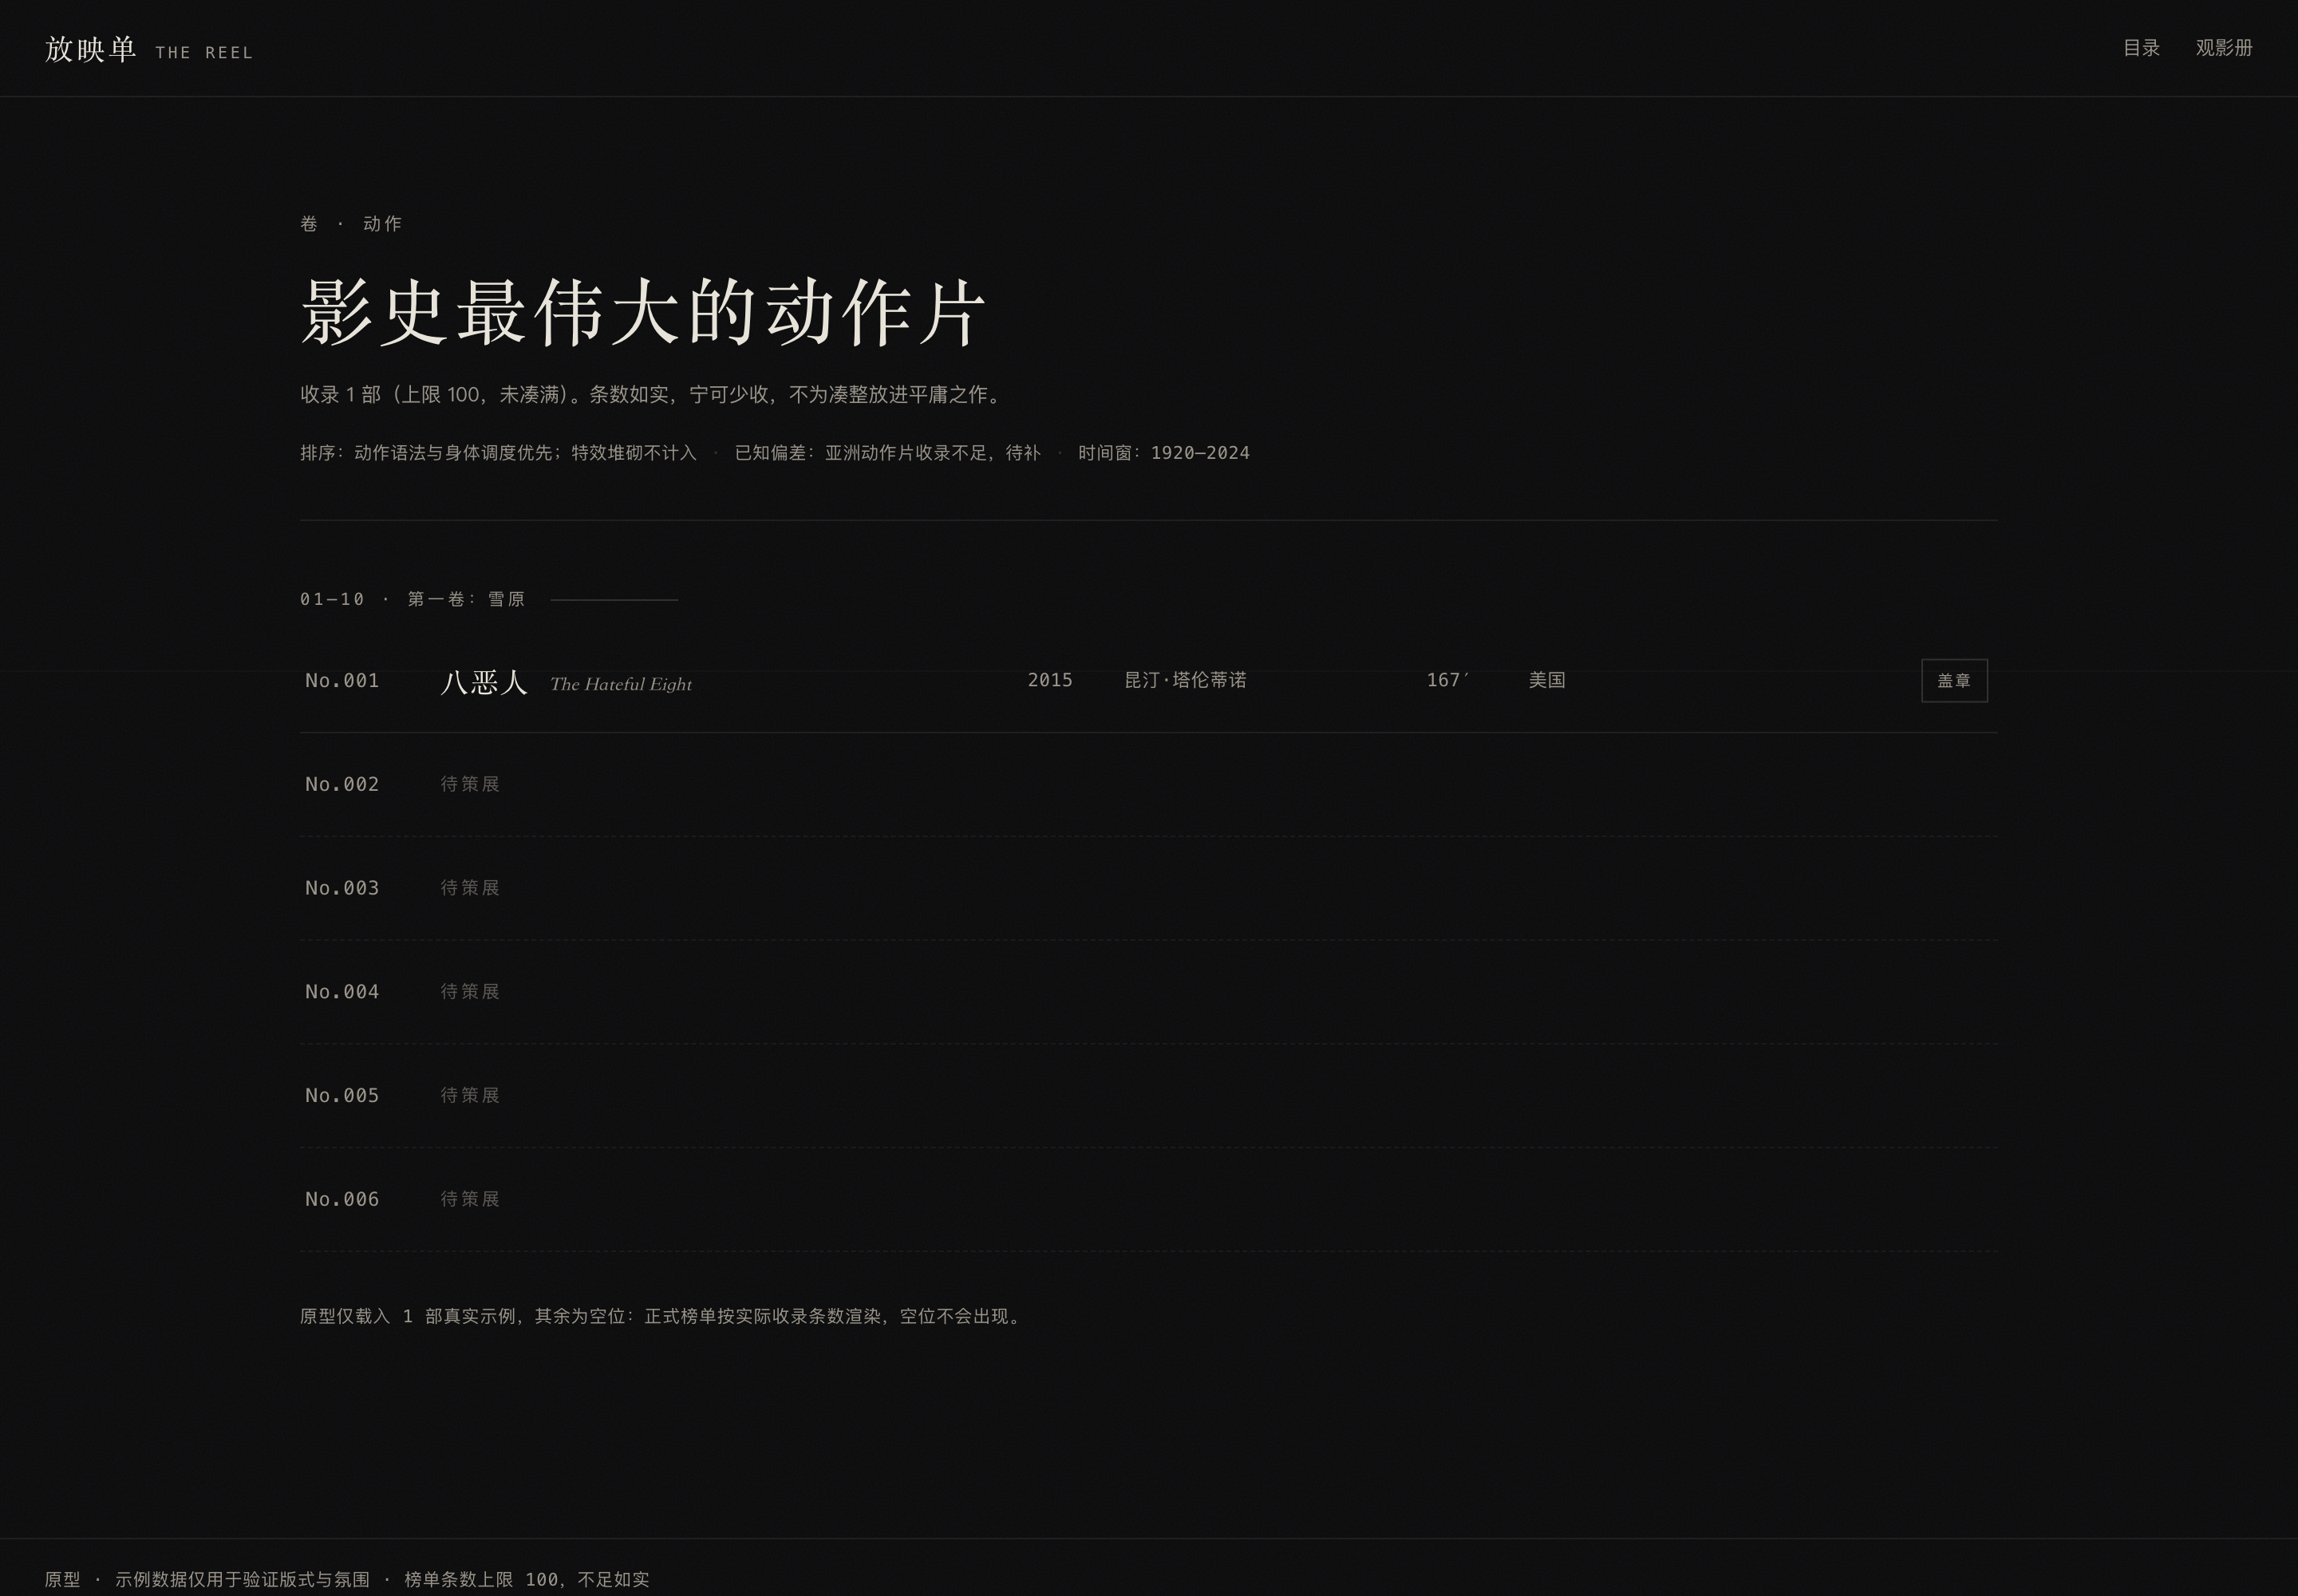 放映单 THE REEL 目录 观影册
卷 · 动作
影史最伟大的动作片
收录 1 部（上限 100，未凑满）。条数如实，宁可少收，不为凑整放进平庸之作。
排序：动作语法与身体调度优先；特效堆砌不计入 · 已知偏差：亚洲动作片收录不足，待补 · 时间窗：1920—2024
01—10 · 第一卷：雪原
No.001 八恶人 The Hateful Eight 2015 昆汀·塔伦蒂诺 167′ 美国 盖章
No.002 待策展
No.003 待策展
No.004 待策展
No.005 待策展
No.006 待策展
原型仅载入 1 部真实示例，其余为空位：正式榜单按实际收录条数渲染，空位不会出现。
原型 · 示例数据仅用于验证版式与氛围 · 榜单条数上限 100，不足如实